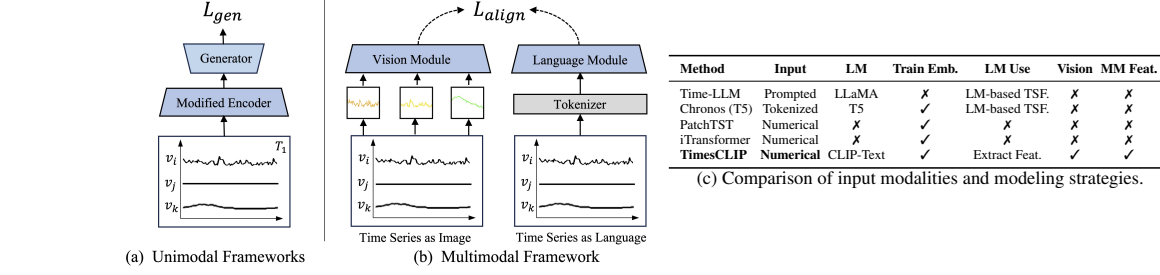 L_gen
Generator
Modified Encoder
T_1
v_i
v_j
v_k
(a) Unimodal Frameworks
L_align
Vision Module
Language Module
Tokenizer
v_i
v_j
v_k
Time Series as Image
v_i
v_j
v_k
Time Series as Language
(b) Multimodal Framework
Method Input LM Train Emb. LM Use Vision MM Feat.
Time-LLM Prompted LLaMA ✗ LM-based TSF. ✗ ✗
Chronos (T5) Tokenized T5 ✓ LM-based TSF. ✗ ✗
PatchTST Numerical ✗ ✓ ✗ ✗ ✗
iTransformer Numerical ✗ ✓ ✗ ✗ ✗
TimesCLIP Numerical CLIP-Text ✓ Extract Feat. ✓ ✓
(c) Comparison of input modalities and modeling strategies.